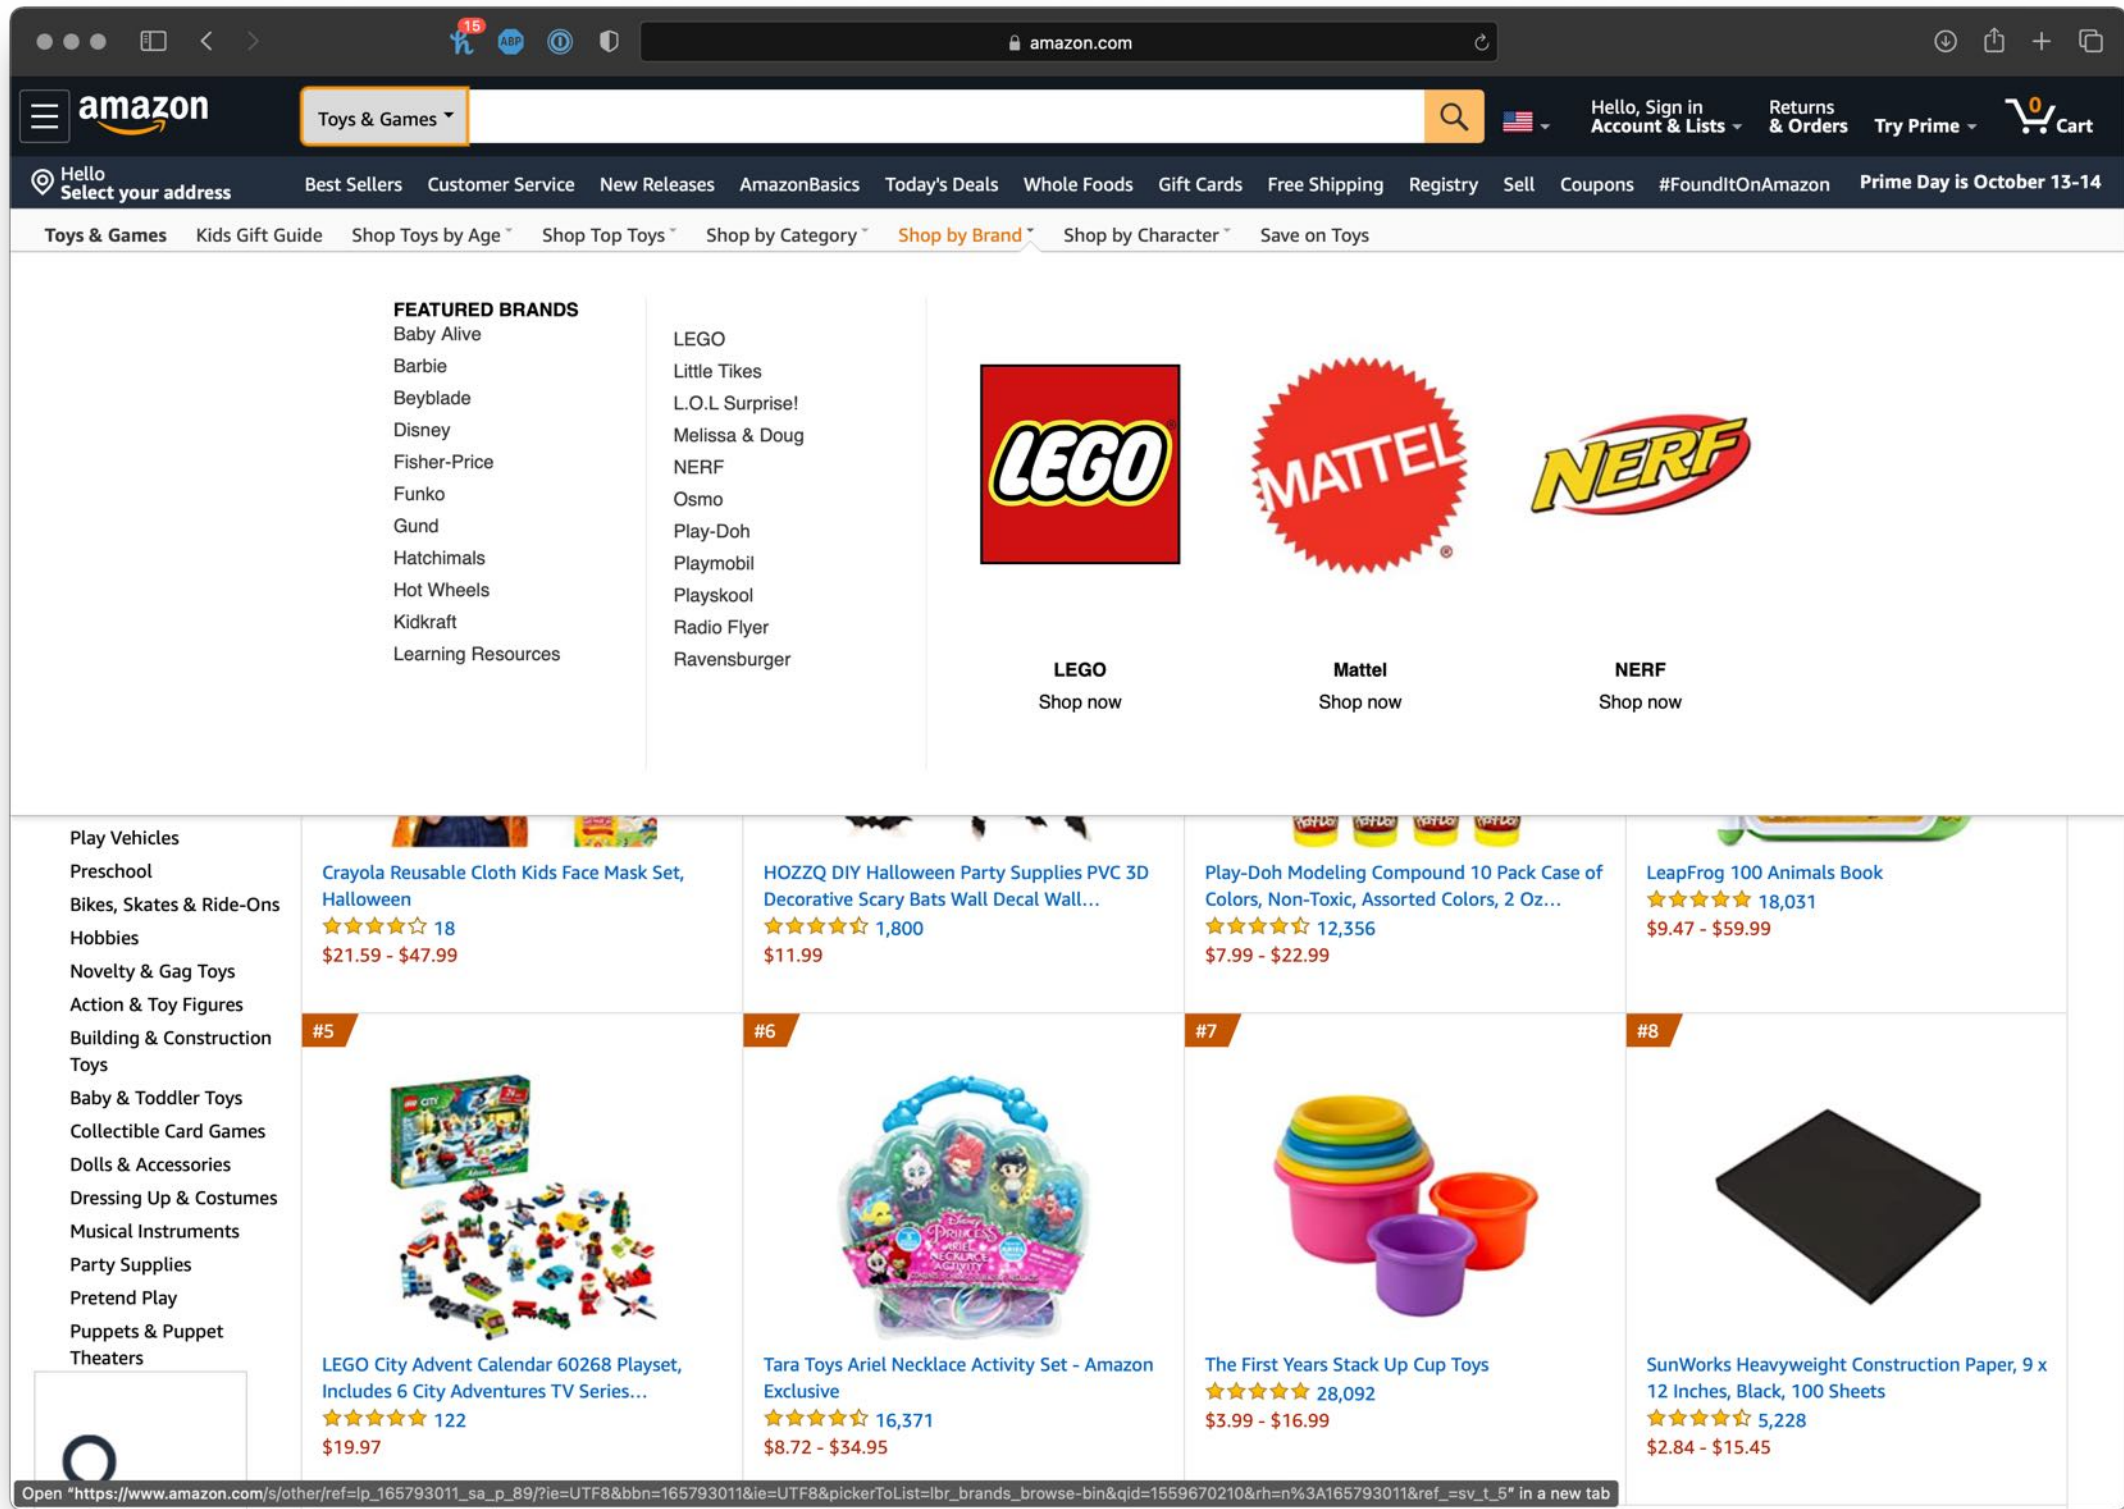 15
ABP
amazon.com
amazon
Toys & Games
Hello, Sign in
Account & Lists
Returns
& Orders
Try Prime
0
Cart
Hello
Select your address
Best Sellers Customer Service New Releases AmazonBasics Today's Deals Whole Foods Gift Cards Free Shipping Registry Sell Coupons #FoundItOnAmazon Prime Day is October 13-14
Toys & Games Kids Gift Guide Shop Toys by Age Shop Top Toys Shop by Category Shop by Brand Shop by Character Save on Toys
FEATURED BRANDS
Baby Alive
Barbie
Beyblade
Disney
Fisher-Price
Funko
Gund
Hatchimals
Hot Wheels
Kidkraft
Learning Resources
LEGO
Little Tikes
L.O.L Surprise!
Melissa & Doug
NERF
Osmo
Play-Doh
Playmobil
Playskool
Radio Flyer
Ravensburger
LEGO
MATTEL
NERF
LEGO
Shop now
Mattel
Shop now
NERF
Shop now
Play Vehicles
Preschool
Bikes, Skates & Ride-Ons
Hobbies
Novelty & Gag Toys
Action & Toy Figures
Building & Construction
Toys
Baby & Toddler Toys
Collectible Card Games
Dolls & Accessories
Dressing Up & Costumes
Musical Instruments
Party Supplies
Pretend Play
Puppets & Puppet
Theaters
Crayola Reusable Cloth Kids Face Mask Set,
Halloween
18
$21.59 - $47.99
HOZZQ DIY Halloween Party Supplies PVC 3D
Decorative Scary Bats Wall Decal Wall...
1,800
$11.99
Play-Doh Modeling Compound 10 Pack Case of
Colors, Non-Toxic, Assorted Colors, 2 Oz...
12,356
$7.99 - $22.99
LeapFrog 100 Animals Book
18,031
$9.47 - $59.99
#5
CITY
LEGO City Advent Calendar 60268 Playset,
Includes 6 City Adventures TV Series...
122
$19.97
#6
Disney
PRINCESS
ARIEL
NECKLACE
ACTIVITY
Tara Toys Ariel Necklace Activity Set - Amazon
Exclusive
16,371
$8.72 - $34.95
#7
The First Years Stack Up Cup Toys
28,092
$3.99 - $16.99
#8
SunWorks Heavyweight Construction Paper, 9 x
12 Inches, Black, 100 Sheets
5,228
$2.84 - $15.45
Open "https://www.amazon.com/s/other/ref=lp_165793011_sa_p_89/?ie=UTF8&bbn=165793011&ie=UTF8&pickerToList=lbr_brands_browse-bin&qid=1559670210&rh=n%3A165793011&ref_=sv_t_5" in a new tab